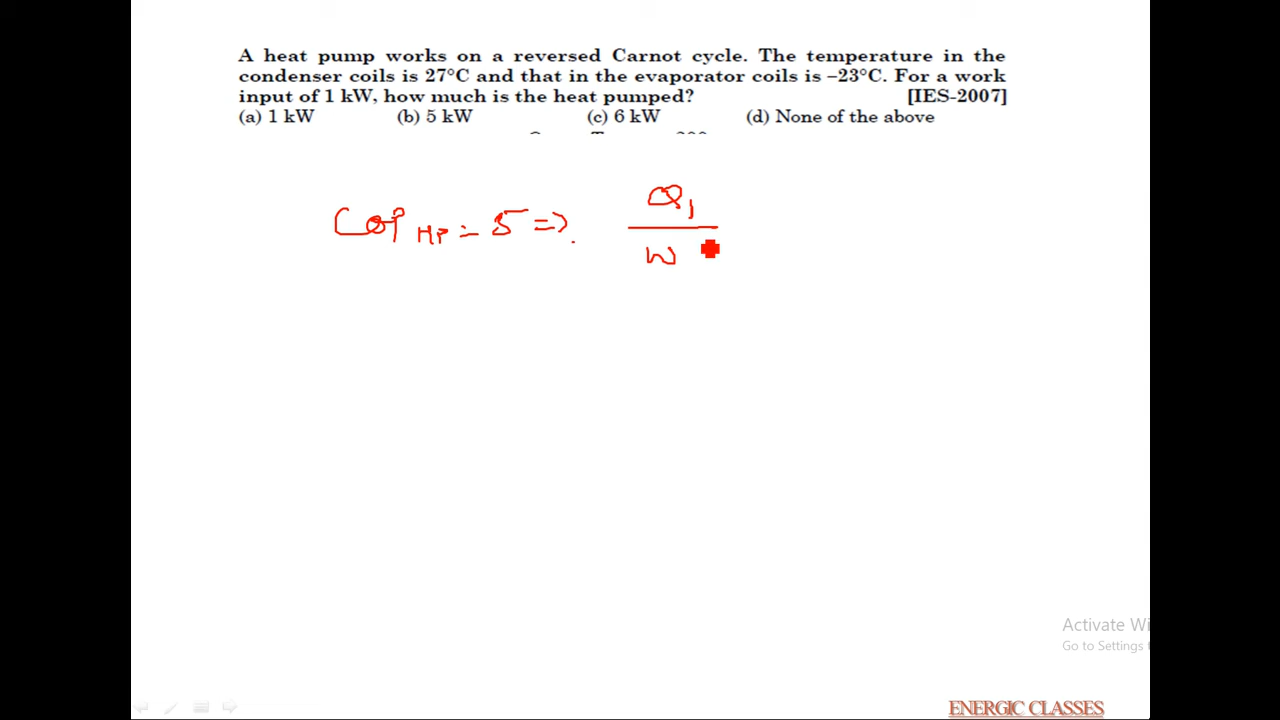 A heat pump works on a reversed Carnot cycle. The temperature in the
condenser coils is 27°C and that in the evaporator coils is –23°C. For a work
input of 1 kW, how much is the heat pumped? [IES-2007]
(a) 1 kW (b) 5 kW (c) 6 kW (d) None of the above
COP HP = 5 => Q1
W
Activate Wi
Go to Settings
ENERGIC CLASSES